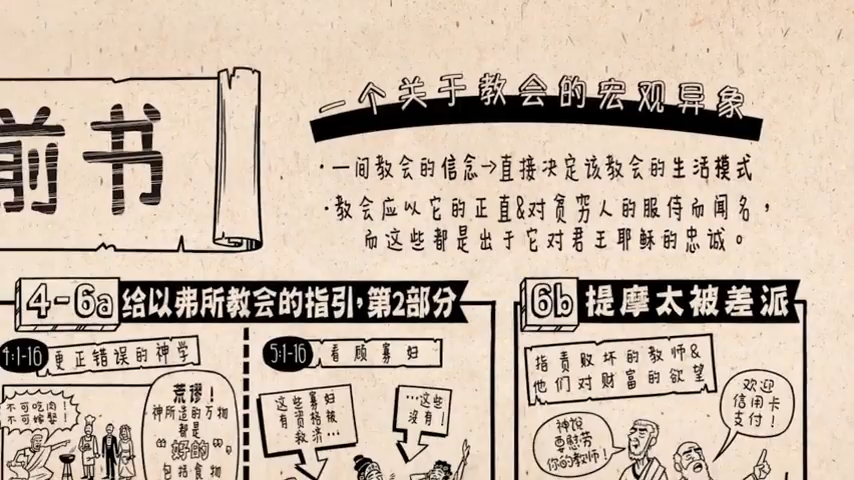 前书
一个关于教会的宏观异象
·一间教会的信念→直接决定该教会的生活模式
·教会应以它的正直&对贫穷人的服侍而闻名，
而这些都是出于它对君王耶稣的忠诚。
4-6a 给以弗所教会的指引，第2部分
4:1-16 更正错误的神学
不可吃肉！
不可嫁娶！
荒谬！
神所造的万物
都是
“好的”，
包括食物
5:1-16 看顾寡妇
这些寡妇
有资格被
救济…
…这些
没有！
6b 提摩太被差派
指责败坏的教师&
他们对财富的欲望
神说
要慰劳
你的教师！
欢迎
信用卡
支付！